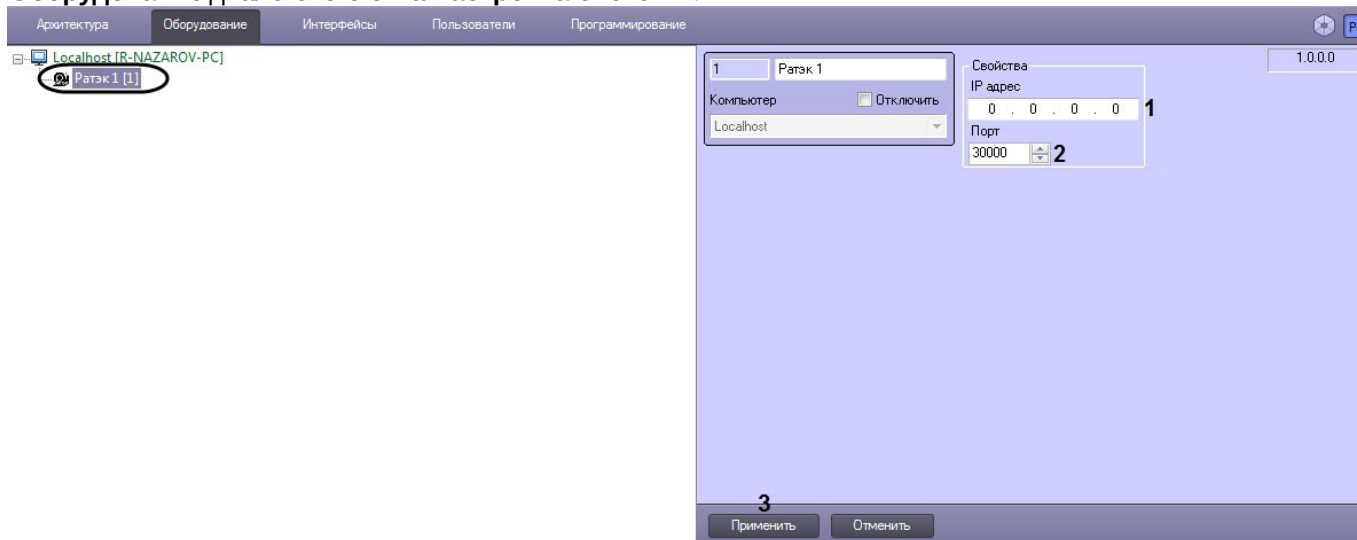 Архитектура Оборудование Интерфейсы Пользователи Программирование
Localhost [R-NAZAROV-PC]
Ратэк 1 [1]
1 Ратэк 1
Компьютер Отключить
Localhost
Свойства
IP адрес
0 . 0 . 0 . 0 1
Порт
30000 2
1.0.0.0
3
Применить Отменить